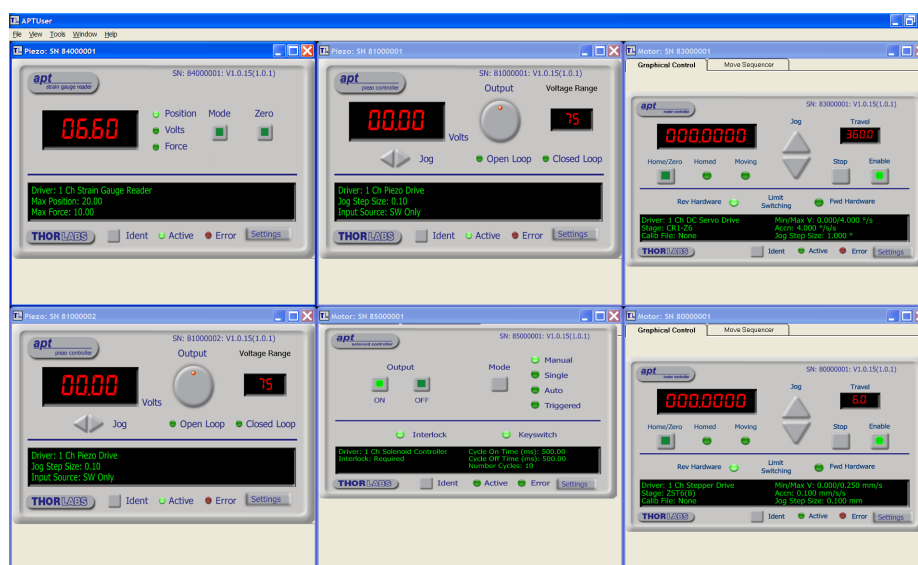 APTUser
File View Tools Window Help
Piezo: SN 84000001
apt
strain gauge reader
SN: 84000001: V1.0.15(1.0.1)
06.60
Position Mode Zero
Volts
Force
Driver: 1 Ch Strain Gauge Reader
Max Position: 20.00
Max Force: 10.00
THORLABS Ident Active Error Settings
Piezo: SN 81000001
apt
piezo controller
SN: 81000001: V1.0.15(1.0.1)
Output Voltage Range
00.00 Volts
75
Jog Open Loop Closed Loop
Driver: 1 Ch Piezo Drive
Jog Step Size: 0.10
Input Source: SW Only
THORLABS Ident Active Error Settings
Motor: SN 83000001
Graphical Control Move Sequencer
apt
motor controller
SN: 83000001: V1.0.15(1.0.1)
Jog Travel
000.0000
360.0
Home/Zero Homed Moving Stop Enable
Rev Hardware Limit Switching Fwd Hardware
Driver: 1 Ch DC Servo Drive Min/Max V: 0.000/4.000 °/s
Stage: CR1-Z6 Accn: 4.000 °/s/s
Calib File: None Jog Step Size: 1.000 °
THORLABS Ident Active Error Settings
Piezo: SN 81000002
apt
piezo controller
SN: 81000002: V1.0.15(1.0.1)
Output Voltage Range
00.00 Volts
75
Jog Open Loop Closed Loop
Driver: 1 Ch Piezo Drive
Jog Step Size: 0.10
Input Source: SW Only
THORLABS Ident Active Error Settings
Motor: SN 85000001
apt
solenoid controller
SN: 85000001: V1.0.15(1.0.1)
Output Mode Manual
Single
Auto
ON OFF Triggered
Interlock Keyswitch
Driver: 1 Ch Solenoid Controller Cycle On Time (ms): 500.00
Interlock: Required Cycle Off Time (ms): 500.00
Number Cycles: 10
THORLABS Ident Active Error Settings
Motor: SN 80000001
Graphical Control Move Sequencer
apt
motor controller
SN: 80000001: V1.0.15(1.0.1)
Jog Travel
000.0000
6.0
Home/Zero Homed Moving Stop Enable
Rev Hardware Limit Switching Fwd Hardware
Driver: 1 Ch Stepper Drive Min/Max V: 0.000/0.250 mm/s
Stage: ZST6(B) Accn: 0.100 mm/s/s
Calib File: None Jog Step Size: 0.100 mm
THORLABS Ident Active Error Settings